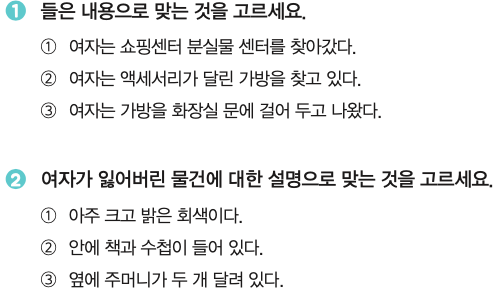 1 들은 내용으로 맞는 것을 고르세요.
① 여자는 쇼핑센터 분실물 센터를 찾아갔다.
② 여자는 액세서리가 달린 가방을 찾고 있다.
③ 여자는 가방을 화장실 문에 걸어 두고 나왔다.
2 여자가 잃어버린 물건에 대한 설명으로 맞는 것을 고르세요.
① 아주 크고 밝은 회색이다.
② 안에 책과 수첩이 들어 있다.
③ 옆에 주머니가 두 개 달려 있다.